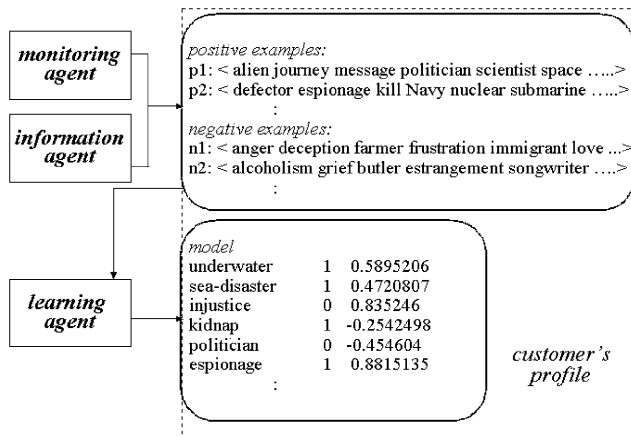 monitoring
agent
information
agent
positive examples:
p1: < alien journey message politician scientist space …..>
p2: < defector espionage kill Navy nuclear submarine ….>
:
negative examples:
n1: < anger deception farmer frustration immigrant love ...>
n2: < alcoholism grief butler estrangement songwriter ….>
:
learning
agent
model
underwater 1 0.5895206
sea-disaster 1 0.4720807
injustice 0 0.835246
kidnap 1 -0.2542498
politician 0 -0.454604
espionage 1 0.8815135
:
customer's
profile